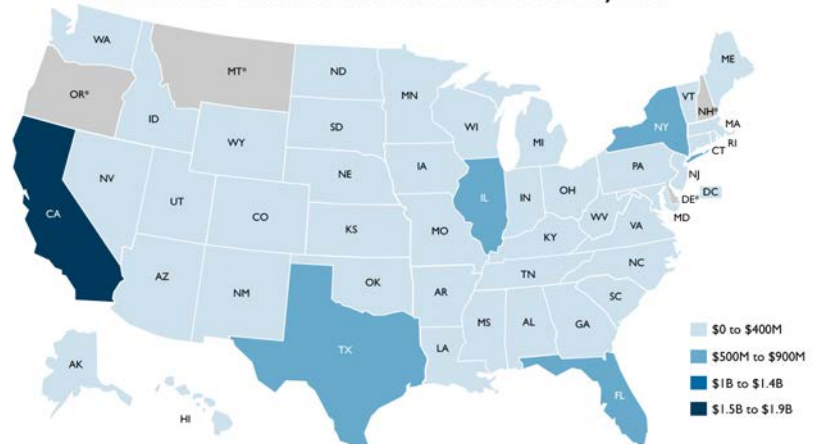 WA
MT*
ND
MN
ME
VT
NH*
OR*
ID
SD
WI
MI
NY
MA
RI
CT
WY
IA
NE
PA
NJ
NV
UT
IL
IN
OH
DC
DE*
MD
CA
CO
KS
MO
WV
VA
KY
NC
AZ
NM
OK
AR
TN
SC
MS
AL
GA
TX
LA
FL
AK
HI
$0 to $400M
$500M to $900M
$1B to $1.4B
$1.5B to $1.9B